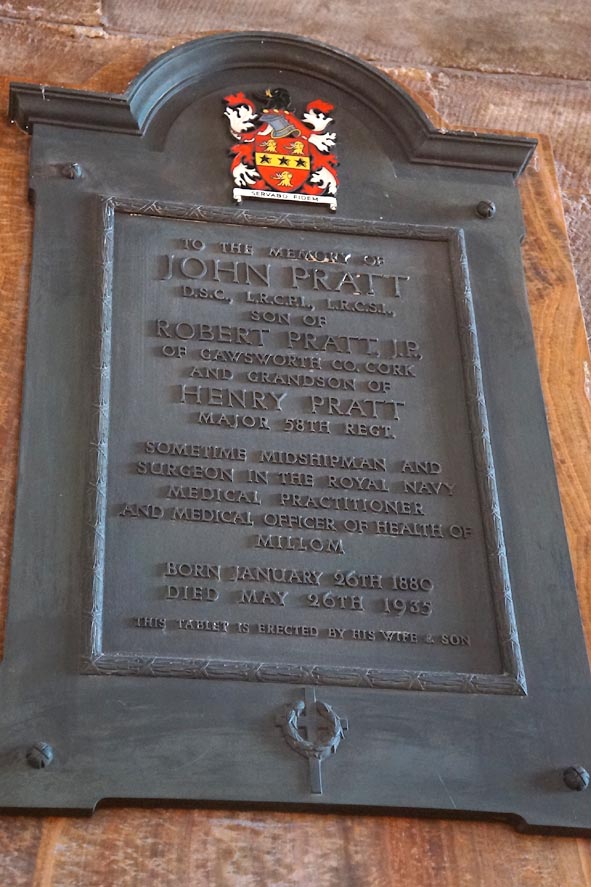 SERVABO FIDEM
TO THE MEMORY OF
JOHN PRATT
D.S.C., L.R.C.P.I., L.R.C.S.I.,
SON OF
ROBERT PRATT, J.P.,
OF GAWSWORTH CO. CORK
AND GRANDSON OF
HENRY PRATT
MAJOR 58TH REGT.
SOMETIME MIDSHIPMAN AND
SURGEON IN THE ROYAL NAVY
MEDICAL PRACTITIONER
AND MEDICAL OFFICER OF HEALTH OF
MILLOM
BORN JANUARY 26TH 1880
DIED MAY 26TH 1935
THIS TABLET IS ERECTED BY HIS WIFE & SON